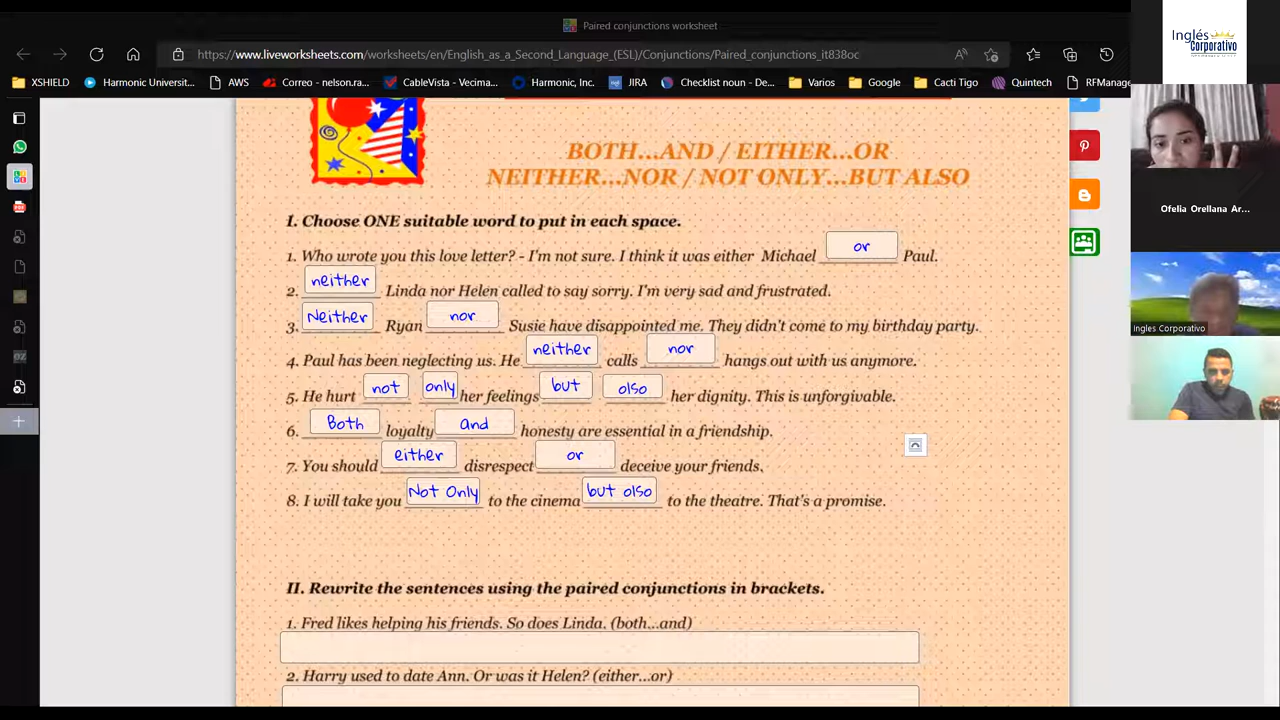 Paired conjunctions worksheet
https://www.liveworksheets.com/worksheets/en/English_as_a_Second_Language_(ESL)/Conjunctions/Paired_conjunctions_it838oc
XSHIELD Harmonic Universit... AWS Correo - nelson.ra... CableVista - Vecima... Harmonic, Inc. JIRA Checklist noun - De... Varios Google Cacti Tigo Quintech RFManage
Inglés
Corporativo
BOTH...AND / EITHER...OR
NEITHER...NOR / NOT ONLY...BUT ALSO
I. Choose ONE suitable word to put in each space.
1. Who wrote you this love letter? - I'm not sure. I think it was either Michael or Paul.
2. neither Linda nor Helen called to say sorry. I'm very sad and frustrated.
3. Neither Ryan nor Susie have disappointed me. They didn't come to my birthday party.
4. Paul has been neglecting us. He neither calls nor hangs out with us anymore.
5. He hurt not only her feelings but olso her dignity. This is unforgivable.
6. Both loyalty and honesty are essential in a friendship.
7. You should either disrespect or deceive your friends.
8. I will take you Not Only to the cinema but olso to the theatre. That's a promise.
II. Rewrite the sentences using the paired conjunctions in brackets.
1. Fred likes helping his friends. So does Linda. (both...and)
2. Harry used to date Ann. Or was it Helen? (either...or)
Ofelia Orellana Ar...
Ingles Corporativo